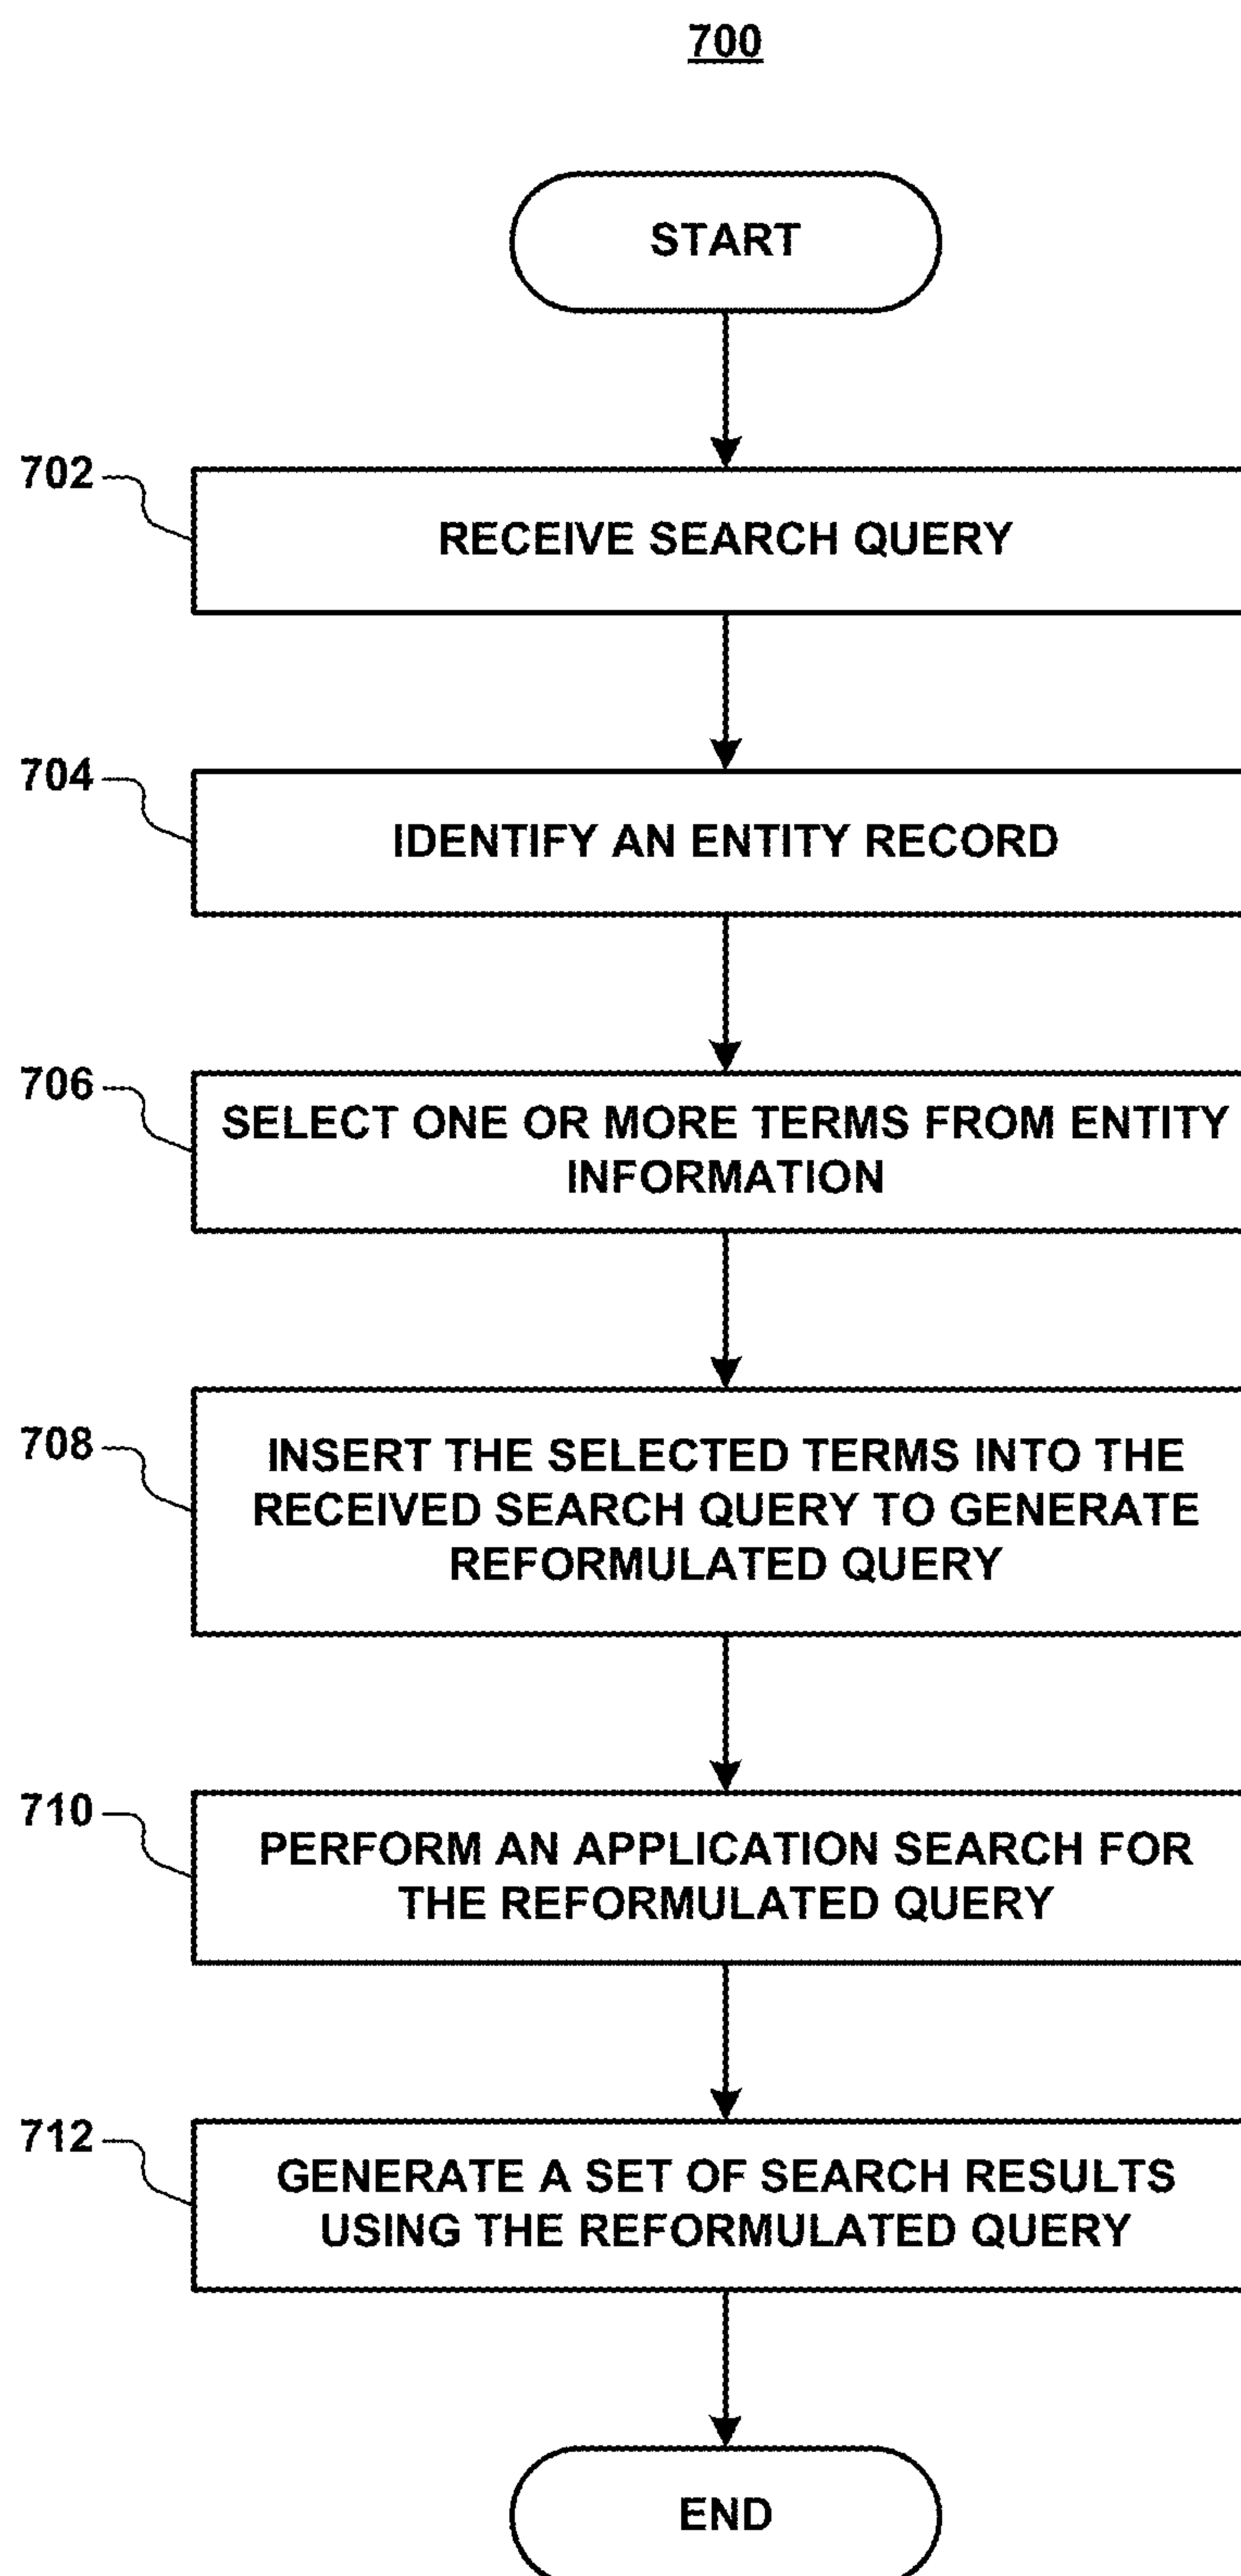 700
START
702
RECEIVE SEARCH QUERY
704
IDENTIFY AN ENTITY RECORD
706
SELECT ONE OR MORE TERMS FROM ENTITY
INFORMATION
708
INSERT THE SELECTED TERMS INTO THE
RECEIVED SEARCH QUERY TO GENERATE
REFORMULATED QUERY
710
PERFORM AN APPLICATION SEARCH FOR
THE REFORMULATED QUERY
712
GENERATE A SET OF SEARCH RESULTS
USING THE REFORMULATED QUERY
END